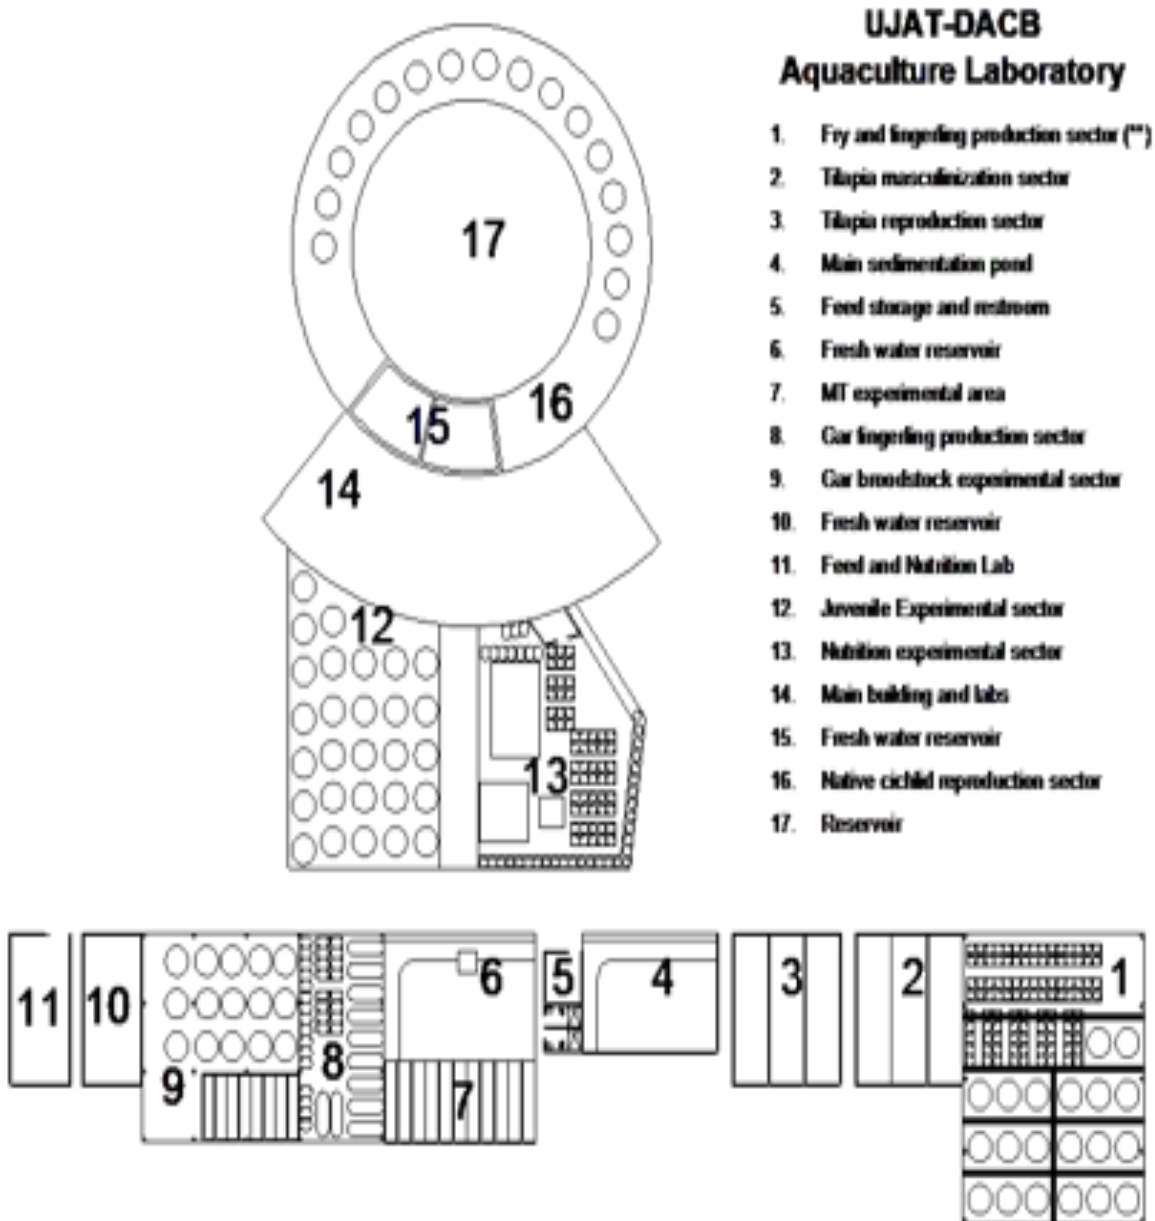 UJAT-DACB
Aquaculture Laboratory
1. Fry and fingerling production sector (**)
2. Tilapia masculinization sector
3. Tilapia reproduction sector
4. Main sedimentation pond
5. Feed storage and restroom
6. Fresh water reservoir
7. MT experimental area
8. Gar fingerling production sector
9. Gar broodstock experimental sector
10. Fresh water reservoir
11. Feed and Nutrition Lab
12. Juvenile Experimental sector
13. Nutrition experimental sector
14. Main building and labs
15. Fresh water reservoir
16. Native cichlid reproduction sector
17. Reservoir
17
16
15
14
12
13
11
10
9
8
7
6
5
4
3
2
1